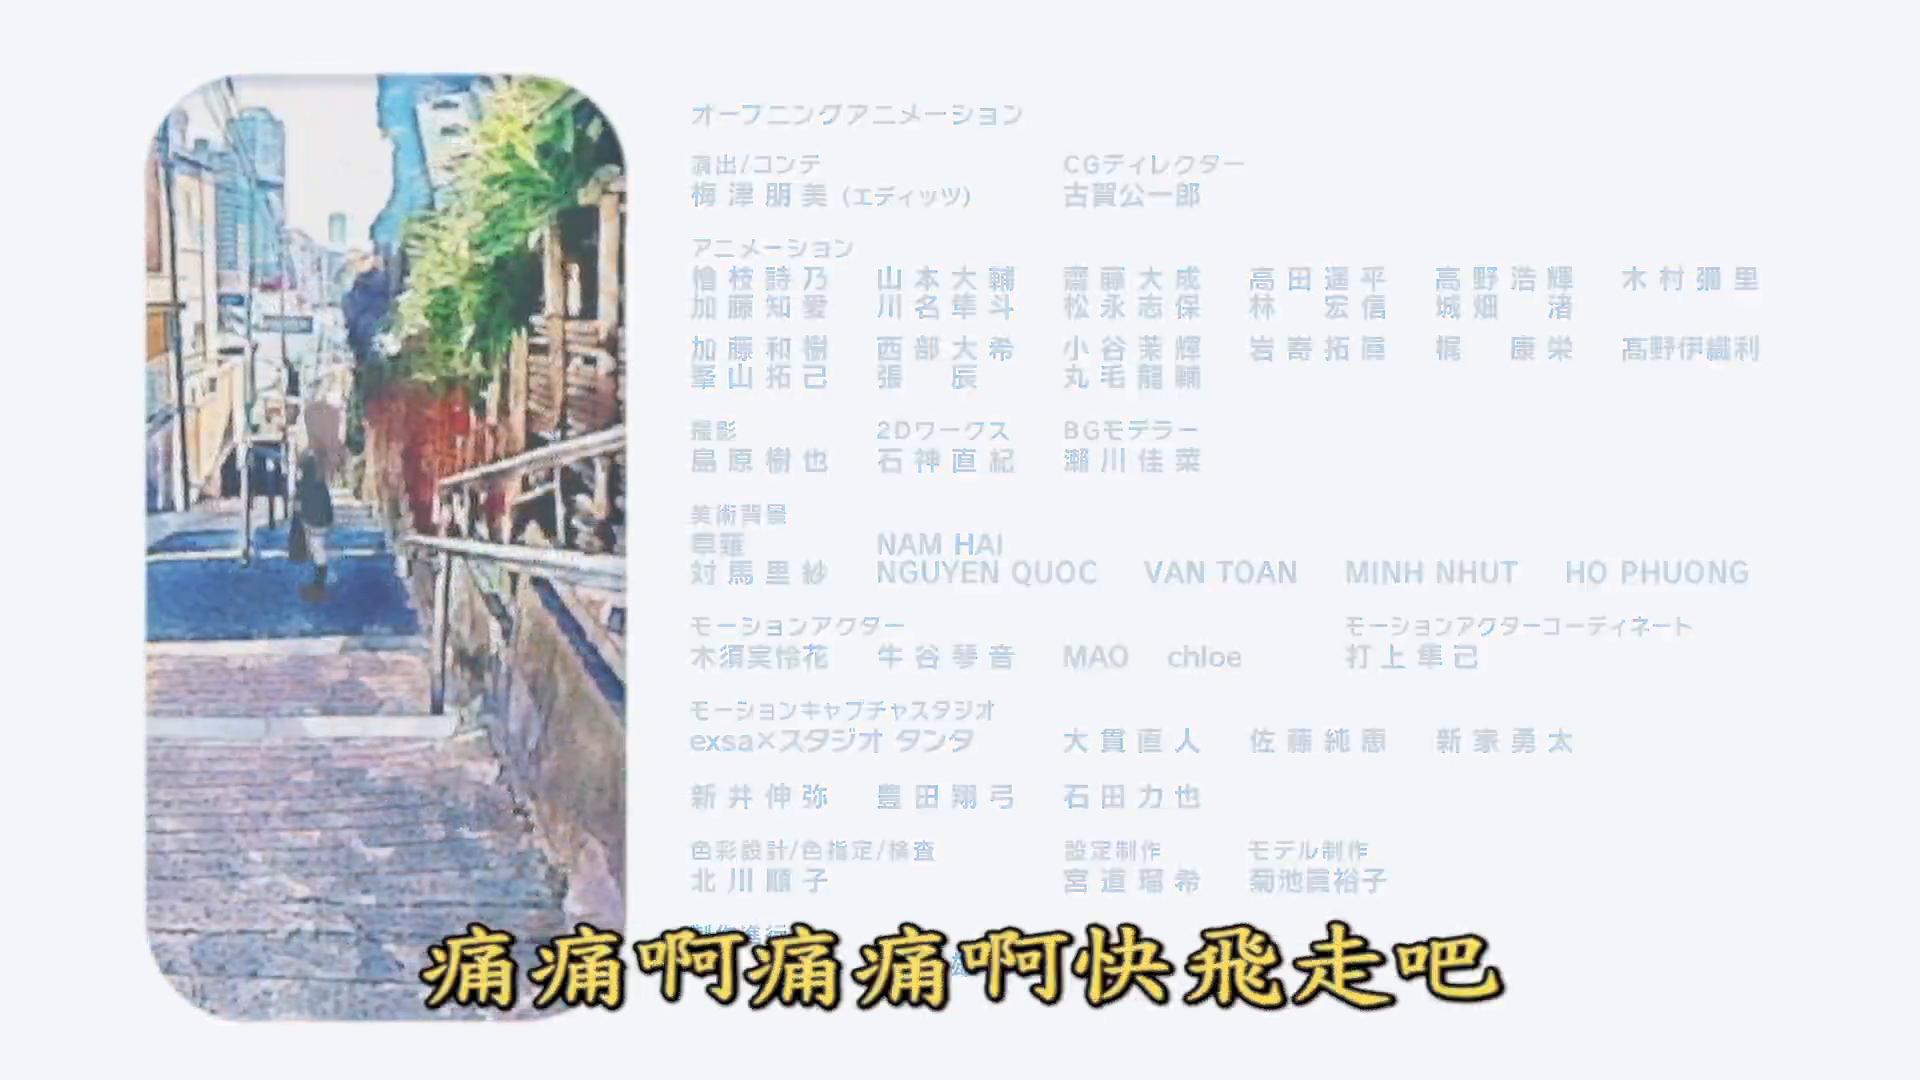 オープニングアニメーション
演出/コンテ　CGディレクター
梅津朋美(エディッツ)　古賀公一郎
アニメーション
檜枝詩乃　山本大輔　齋藤大成　高田遥平　高野浩輝　木村彌里
加藤知愛　川名隼斗　松永志保　林宏信　城畑渚
加藤和樹　西部大希　小谷茉輝　岩嵜拓眞　梶康栄　髙野伊織利
峯山拓己　張辰　丸毛龍輔
撮影　2Dワークス　BGモデラー
島原樹也　石神直紀　瀬川佳菜
美術背景
草薙　NAM HAI
対馬里紗　NGUYEN QUOC　VAN TOAN　MINH NHUT　HO PHUONG
モーションアクター　モーションアクターコーディネート
木須実怜花　牛谷琴音　MAO　chloe　打上隼己
モーションキャプチャスタジオ
exsa×スタジオ タンタ　大貫直人　佐藤純恵　新家勇太
新井伸弥　豊田翔弓　石田力也
色彩設計/色指定/検査　設定制作　モデル制作
北川順子　宮道瑠希　菊池眞裕子
制作進行
痛痛啊痛痛啊快飛走吧